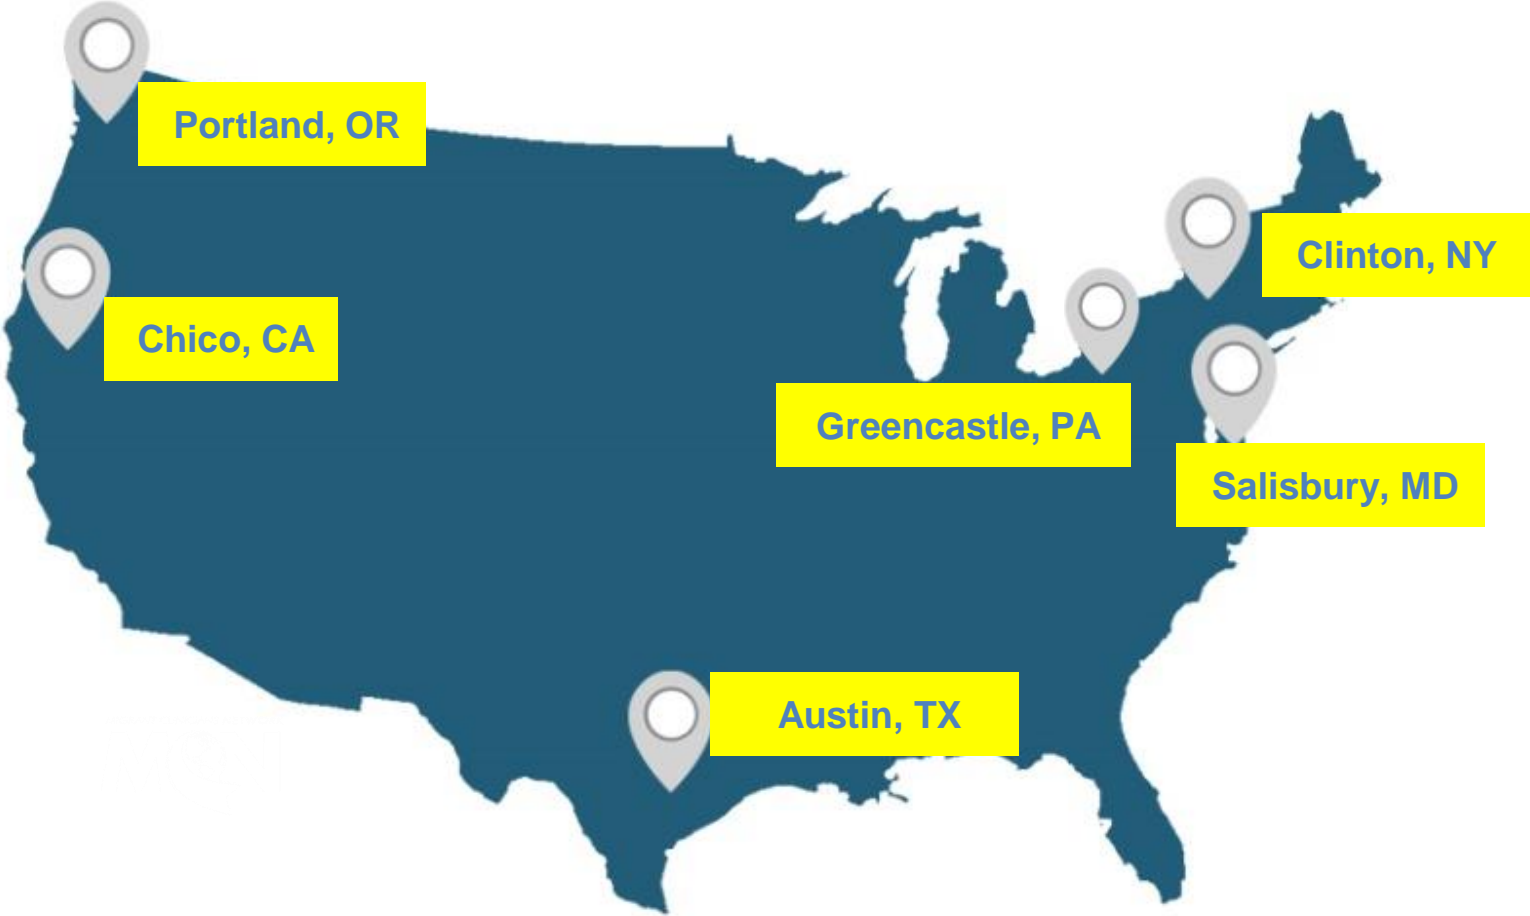 Portland, OR
Clinton, NY
Chico, CA
Greencastle, PA
Salisbury, MD
Austin, TX